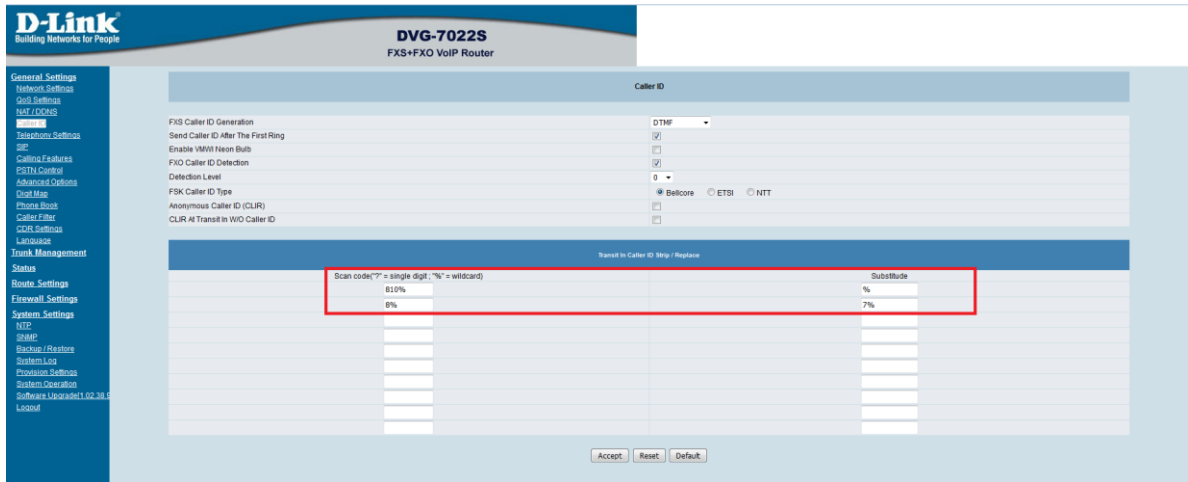 D-Link
Building Networks for People
DVG-7022S
FXS+FXO VoIP Router
General Settings
Network Settings
QoS Settings
NAT / DDNS
Caller ID
Telephony Settings
SIP
Calling Features
PSTN Control
Advanced Options
Digit Map
Phone Book
Caller Filter
CDR Settings
Language
Trunk Management
Status
Route Settings
Firewall Settings
System Settings
NTP
SNMP
Backup / Restore
System Log
Provision Settings
System Operation
Software Upgrade[1.02.38.9
Logout
Caller ID
FXS Caller ID Generation DTMF
Send Caller ID After The First Ring
Enable VMWI Neon Bulb
FXO Caller ID Detection
Detection Level 0
FSK Caller ID Type Bellcore ETSI NTT
Anonymous Caller ID (CLIR)
CLIR At Transit In W/O Caller ID
Transit In Caller ID Strip / Replace
Scan code("?" = single digit ; "%" = wildcard) Substitude
810% %
8% 7%
Accept Reset Default